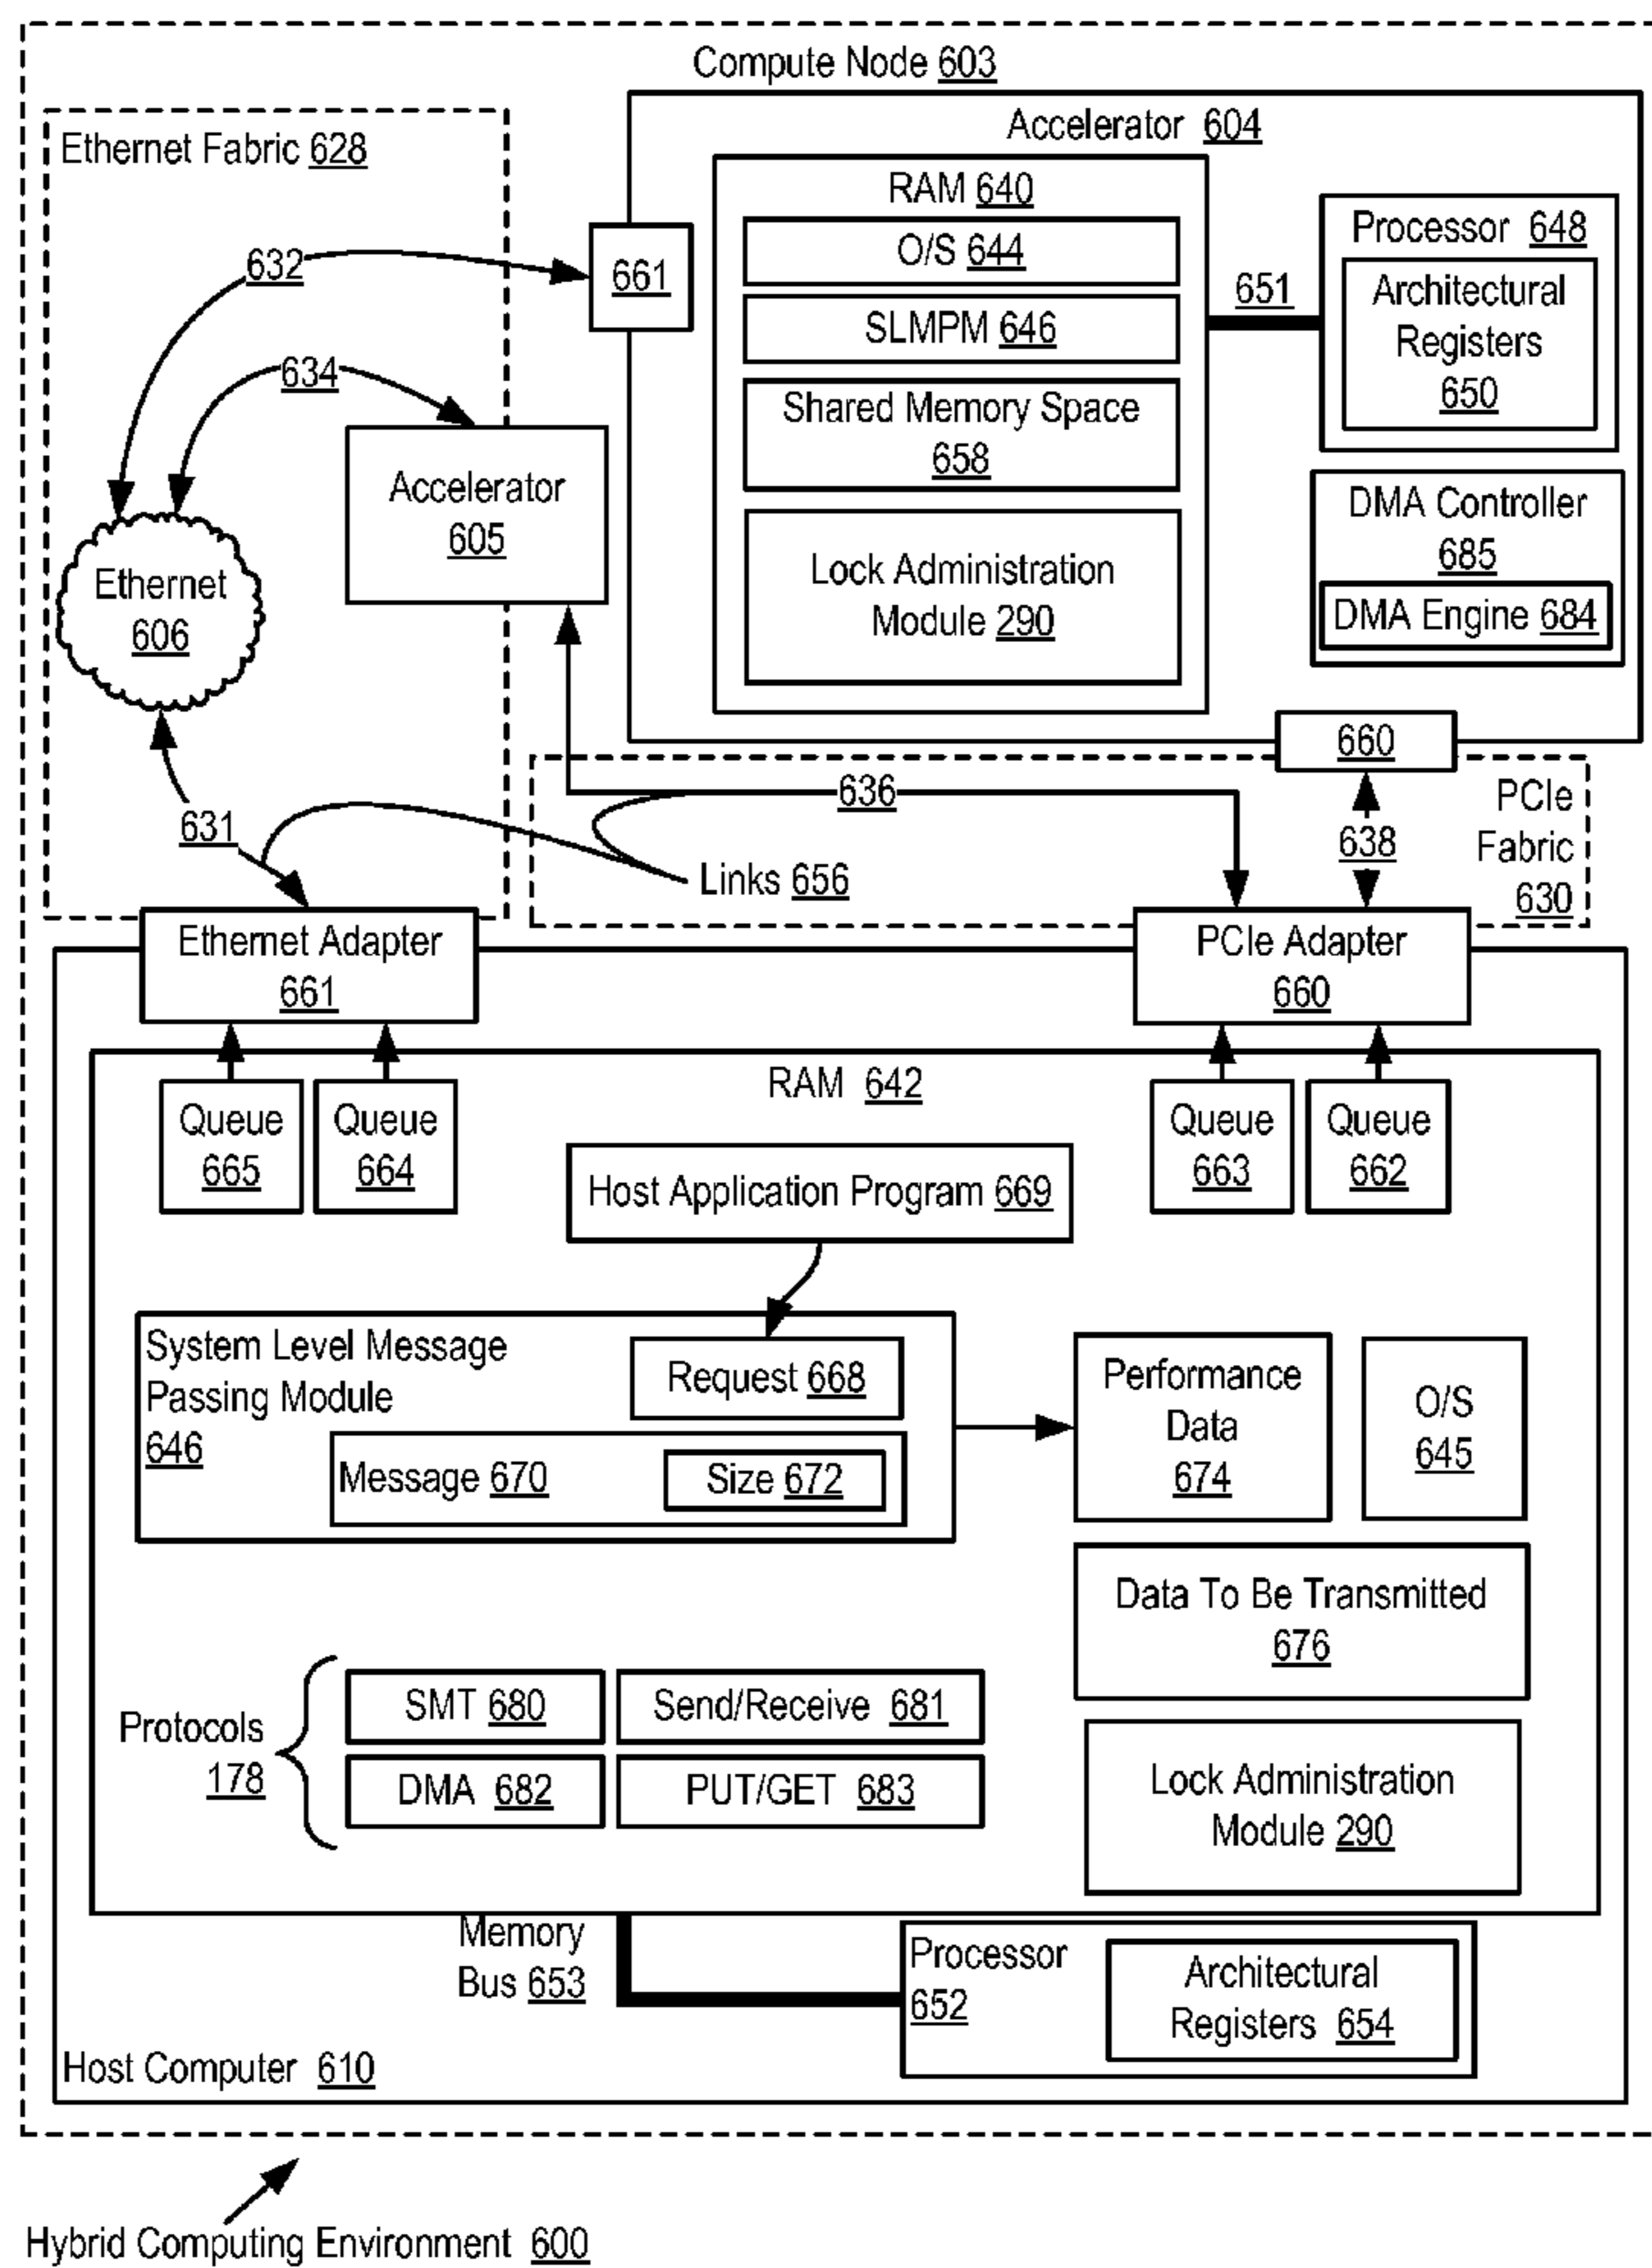 Compute Node 603
Ethernet Fabric 628
Accelerator 604
RAM 640
O/S 644
SLMPM 646
Shared Memory Space
658
Lock Administration
Module 290
651
Processor 648
Architectural
Registers
650
DMA Controller
685
DMA Engine 684
632
661
634
Accelerator
605
Ethernet
606
660
636
638
PCIe
Fabric
630
631
Links 656
Ethernet Adapter
661
PCIe Adapter
660
RAM 642
Queue
665
Queue
664
Queue
663
Queue
662
Host Application Program 669
System Level Message
Passing Module
646
Request 668
Message 670
Size 672
Performance
Data
674
O/S
645
Data To Be Transmitted
676
Protocols
178
SMT 680
Send/Receive 681
DMA 682
PUT/GET 683
Lock Administration
Module 290
Memory
Bus 653
Processor
652
Architectural
Registers 654
Host Computer 610
Hybrid Computing Environment 600